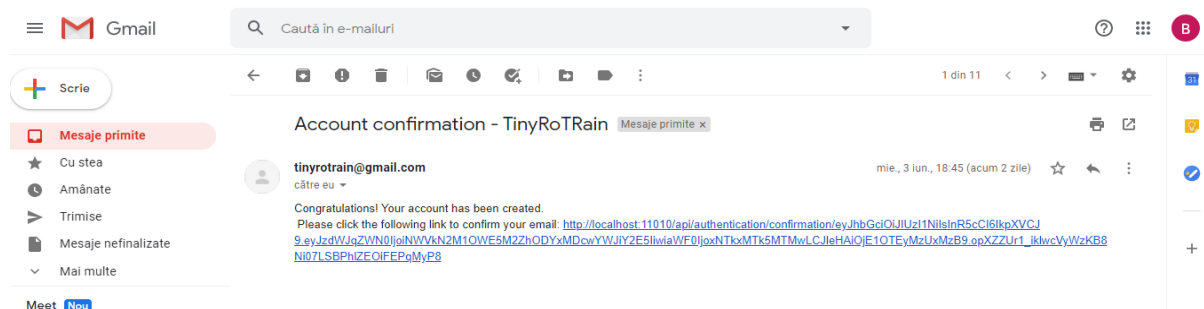 Gmail
Caută în e-mailuri
B
Scrie
1 din 11
31
Mesaje primite
Account confirmation - TinyRoTRain Mesaje primite x
Cu stea
tinyrotrain@gmail.com
mie., 3 iun., 18:45 (acum 2 zile)
Amânate
către eu
Trimise
Congratulations! Your account has been created.
Please click the following link to confirm your email: http://localhost:11010/api/authentication/confirmation/eyJhbGciOiJIUzI1NiIsInR5cCI6IkpXVCJ
9.eyJzdWJqZWN0IjoiNWVkN2M1OWE5M2ZhODYxMDcwYWJiY2E5IiwiaWF0IjoxNTkxMTk5MTMwLCJleHAiOjE1OTEyMzUxMzB9.opXZZUr1_iklwcVyWzKB8
Ni07LSBPhlZEOlFEPqMyP8
Mesaje nefinalizate
Mai multe
Meet Nou